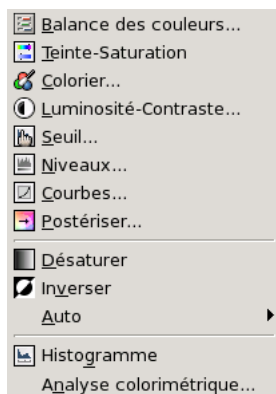 Balance des couleurs...
Teinte-Saturation
Colorier...
Luminosité-Contraste...
Seuil...
Niveaux...
Courbes...
Postériser...
Désaturer
Inverser
Auto
Histogramme
Analyse colorimétrique...